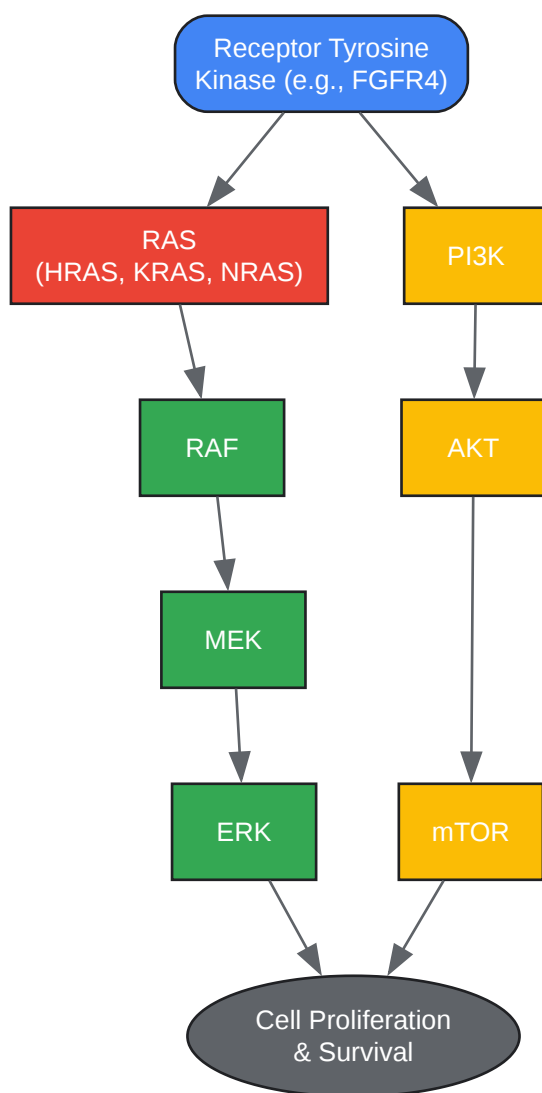 Receptor Tyrosine
Kinase (e.g., FGFR4)
RAS
(HRAS, KRAS, NRAS)
PI3K
RAF
AKT
MEK
ERK
mTOR
Cell Proliferation
& Survival